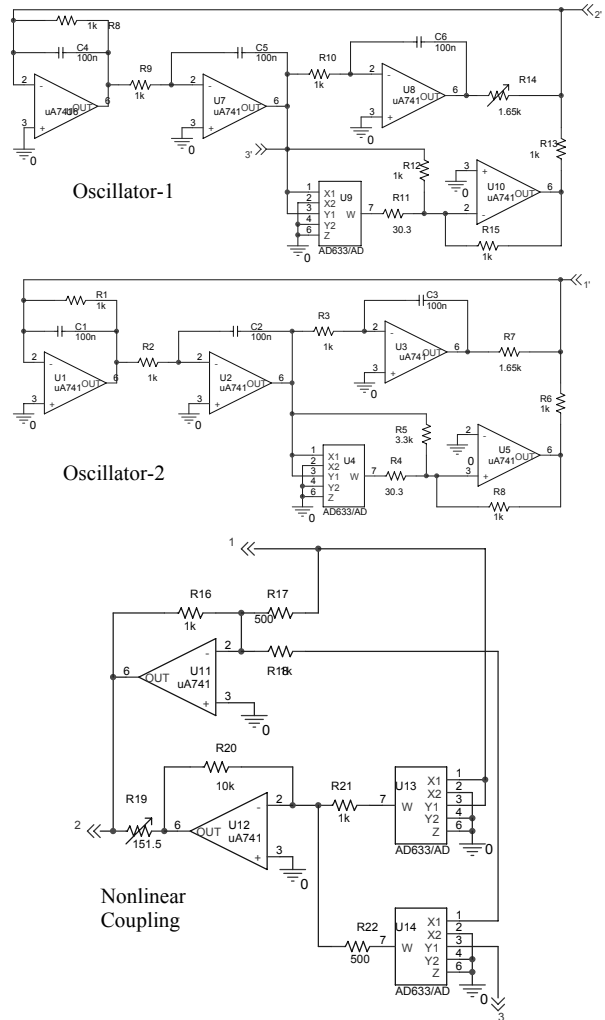 1k R8
C4
100n
2'
2 -
3 +
U6
uA741
OUT
6
0
R9
1k
C5
100n
2 -
3 +
U7
uA741
OUT
6
0
R10
1k
C6
100n
2 -
3 +
U8
uA741
OUT
6
0
R14
1.65k
R13
1k
3'
R12
1k
3 +
2 -
U10
uA741
OUT
6
0
Oscillator-1
1 X1
2 X2
3 Y1
4 Y2
6 Z
U9
W 7
AD633/AD
0
R11
30.3
R15
1k
R1
1k
C1
100n
1'
2 -
3 +
U1
uA741
OUT
6
0
R2
1k
C2
100n
2 -
3 +
U2
uA741
OUT
6
0
R3
1k
C3
100n
2 -
3 +
U3
uA741
OUT
6
0
R7
1.65k
R6
1k
R5
3.3k
2 -
3 +
U5
uA741
OUT
6
0
Oscillator-2
1 X1
2 X2
3 Y1
4 Y2
6 Z
U4
W 7
AD633/AD
0
R4
30.3
R8
1k
1
R16
1k
R17
500
2 -
3 +
U11
uA741
OUT
6
0
R18
R20
10k
R19
151.5
2
2 -
3 +
U12
uA741
OUT
6
0
R21
1k
U13
W 7
X1 1
X2 2
Y1 3
Y2 4
Z 6
AD633/AD
0
Nonlinear
Coupling
R22
500
U14
W 7
X1 1
X2 2
Y1 3
Y2 4
Z 6
AD633/AD
0
3